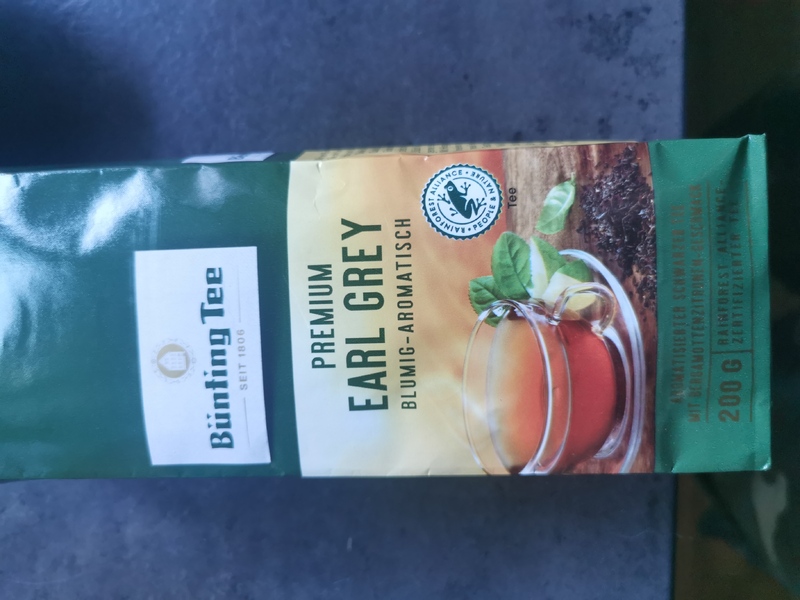 Bünting Tee
SEIT 1806
PREMIUM
EARL GREY
BLUMIG-AROMATISCH
RAINFOREST ALLIANCE • PEOPLE & NATURE •
Tee
AROMATISIERTER SCHWARZER TEE
MIT BERGAMOTTENZITRONEN-GESCHMACK
200 G
RAINFOREST ALLIANCE
ZERTIFIZIERTER TEE